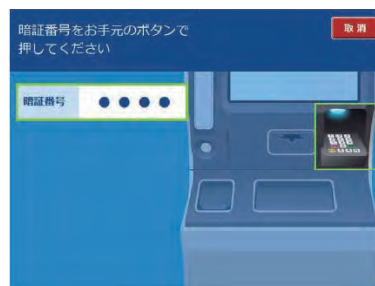 暗証番号をお手元のボタンで
押してください
取消
暗証番号